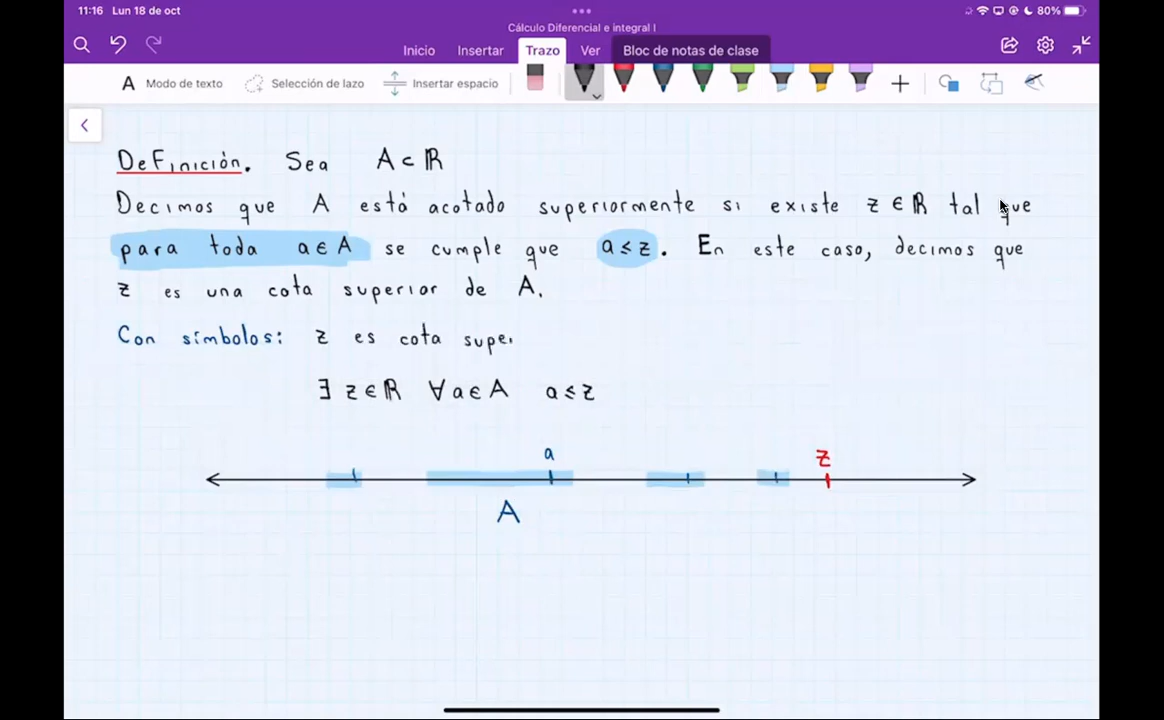 11:16 Lun 18 de oct
80%
Cálculo Diferencial e integral I
Inicio Insertar Trazo Ver Bloc de notas de clase
A Modo de texto Selección de lazo Insertar espacio
Definición. Sea A ⊂ ℝ
Decimos que A está acotado superiormente si existe z ∈ ℝ tal que
para toda a ∈ A se cumple que a ≤ z. En este caso, decimos que
z es una cota superior de A.
Con símbolos: z es cota supe.
∃ z ∈ ℝ ∀ a ∈ A a ≤ z
a z
A